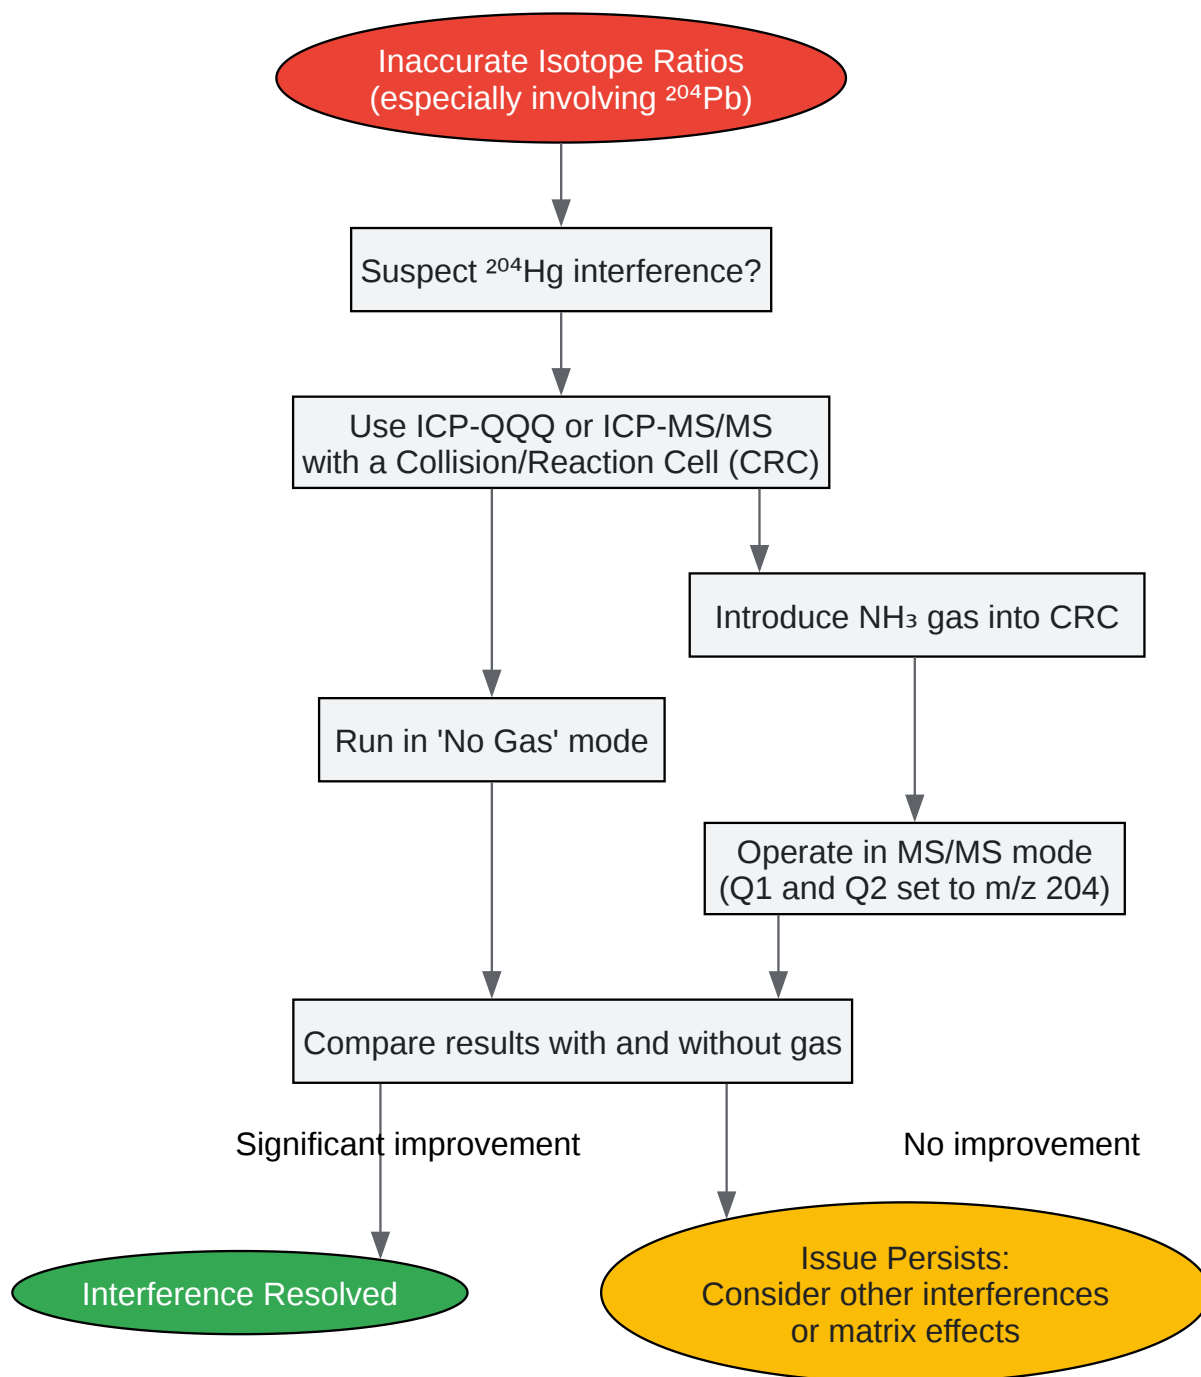 Inaccurate Isotope Ratios
(especially involving ²⁰⁴Pb)
Suspect ²⁰⁴Hg interference?
Use ICP-QQQ or ICP-MS/MS
with a Collision/Reaction Cell (CRC)
Introduce NH₃ gas into CRC
Run in 'No Gas' mode
Operate in MS/MS mode
(Q1 and Q2 set to m/z 204)
Compare results with and without gas
Significant improvement
No improvement
Interference Resolved
Issue Persists:
Consider other interferences
or matrix effects